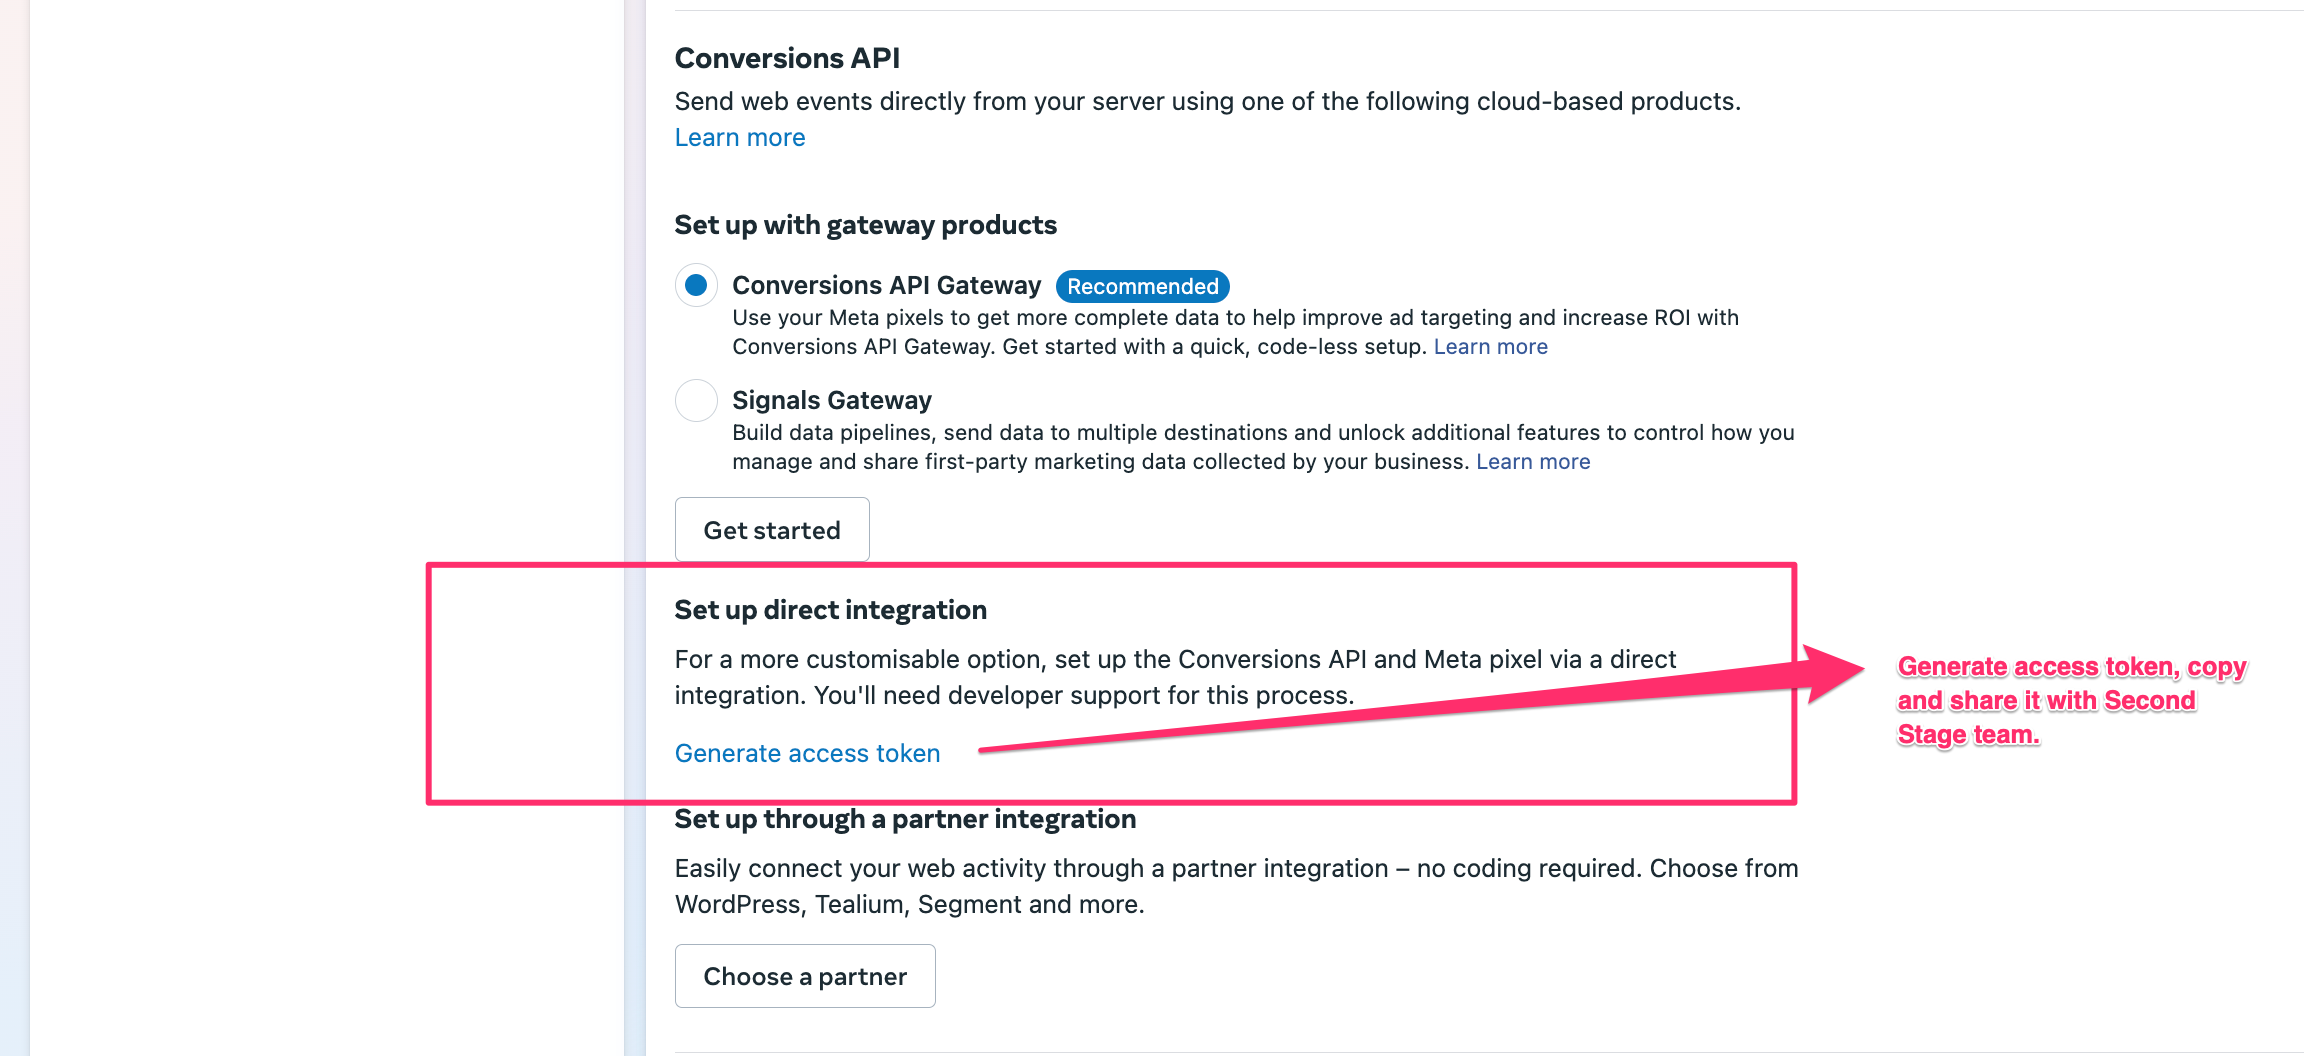 Conversions API
Send web events directly from your server using one of the following cloud-based products.
Learn more
Set up with gateway products
Conversions API Gateway Recommended
Use your Meta pixels to get more complete data to help improve ad targeting and increase ROI with
Conversions API Gateway. Get started with a quick, code-less setup. Learn more
Signals Gateway
Build data pipelines, send data to multiple destinations and unlock additional features to control how you
manage and share first-party marketing data collected by your business. Learn more
Get started
Set up direct integration
For a more customisable option, set up the Conversions API and Meta pixel via a direct
integration. You'll need developer support for this process.
Generate access token
Generate access token, copy
and share it with Second
Stage team.
Set up through a partner integration
Easily connect your web activity through a partner integration – no coding required. Choose from
WordPress, Tealium, Segment and more.
Choose a partner